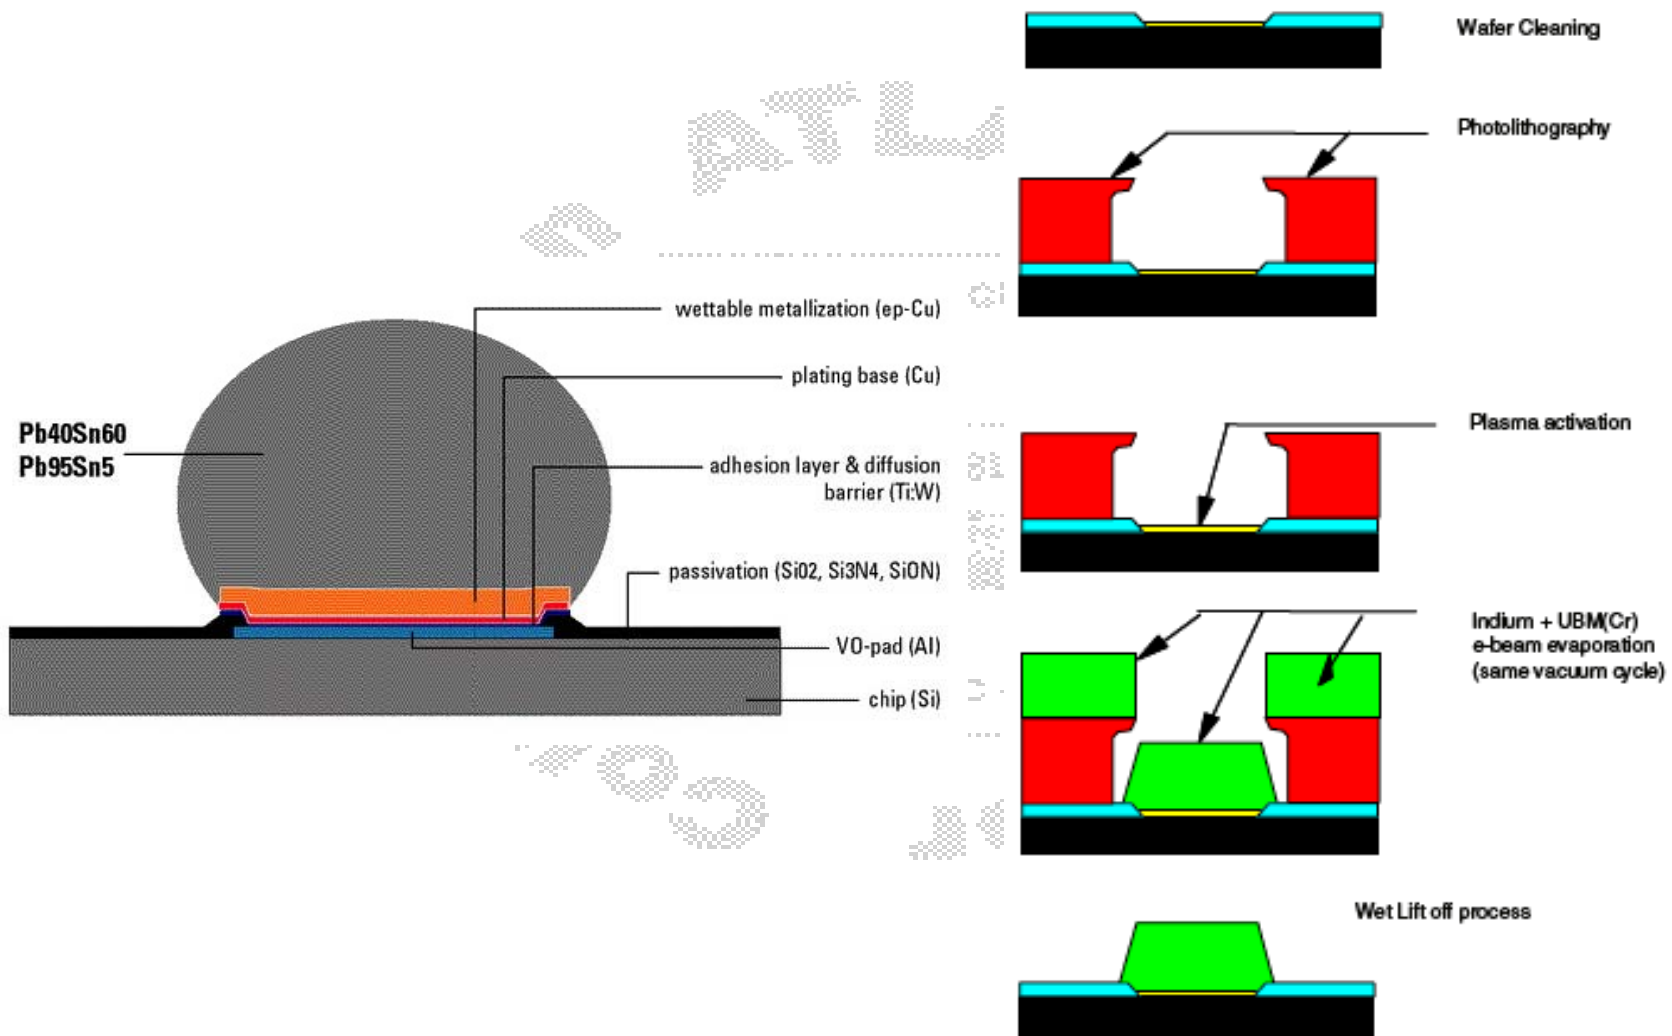 Wafer Cleaning
Photolithography
wettable metallization (ep-Cu)
plating base (Cu)
Pb40Sn60
Pb95Sn5
adhesion layer & diffusion
barrier (Ti:W)
passivation (SiO2, Si3N4, SiON)
VO-pad (Al)
chip (Si)
Plasma activation
Indium + UBM(Cr)
e-beam evaporation
(same vacuum cycle)
Wet Lift off process
ATL